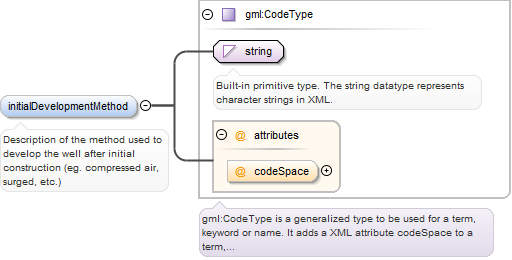 gml:CodeType
string
Built-in primitive type. The string datatype represents
character strings in XML.
initialDevelopmentMethod
Description of the method used to
develop the well after initial
construction (eg. compressed air,
surged, etc.)
@ attributes
@ codeSpace
gml:CodeType is a generalized type to be used for a term,
keyword or name. It adds a XML attribute codeSpace to a
term,...